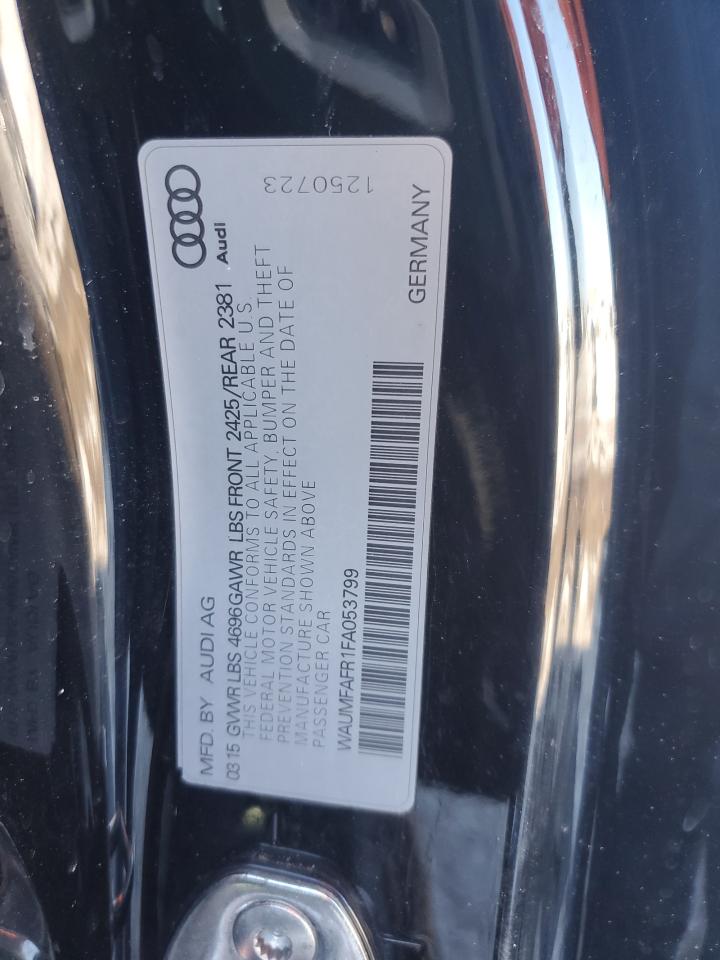 MFD. BY AUDI AG
Audi
03 15 GVWR LBS 4696 GAWR LBS FRONT 2425/REAR 2381
THIS VEHICLE CONFORMS TO ALL APPLICABLE U.S.
FEDERAL MOTOR VEHICLE SAFETY, BUMPER AND THEFT
PREVENTION STANDARDS IN EFFECT ON THE DATE OF
MANUFACTURE SHOWN ABOVE
PASSENGER CAR
WAUMFAFR1FA053799
GERMANY
1250723